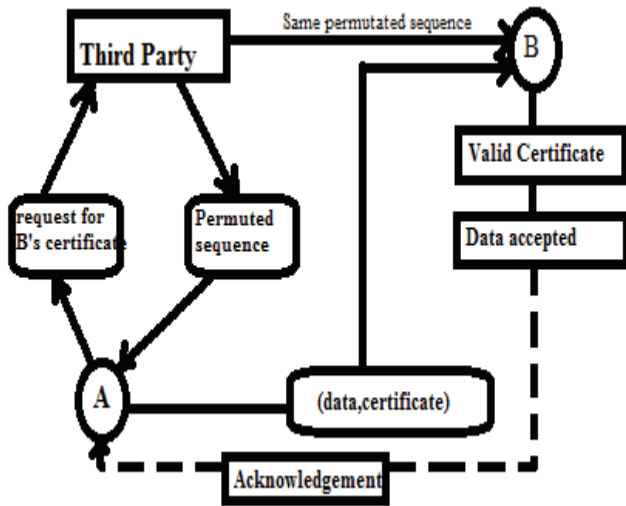 Same permutated sequence
Third Party
B
Valid Certificate
request for
B's certificate
Permuted
sequence
Data accepted
A
(data,certificate)
Acknowledgement